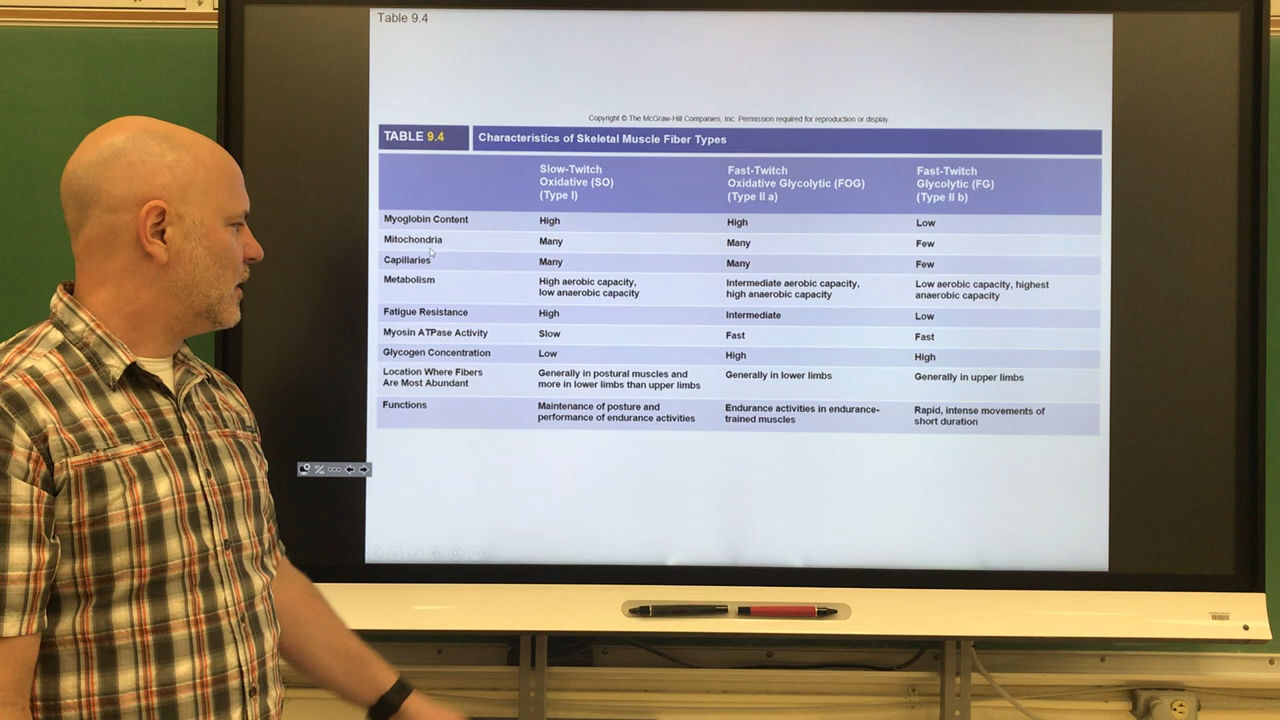 Table 9.4
Copyright © The McGraw-Hill Companies, Inc. Permission required for reproduction or display.
TABLE 9.4 Characteristics of Skeletal Muscle Fiber Types
Slow-Twitch Fast-Twitch Fast-Twitch
Oxidative (SO) Oxidative Glycolytic (FOG) Glycolytic (FG)
(Type I) (Type II a) (Type II b)
Myoglobin Content High High Low
Mitochondria Many Many Few
Capillaries Many Many Few
Metabolism High aerobic capacity, Intermediate aerobic capacity, Low aerobic capacity, highest
low anaerobic capacity high anaerobic capacity anaerobic capacity
Fatigue Resistance High Intermediate Low
Myosin ATPase Activity Slow Fast Fast
Glycogen Concentration Low High High
Location Where Fibers Generally in postural muscles and Generally in lower limbs Generally in upper limbs
Are Most Abundant more in lower limbs than upper limbs
Functions Maintenance of posture and Endurance activities in endurance- Rapid, intense movements of
performance of endurance activities trained muscles short duration